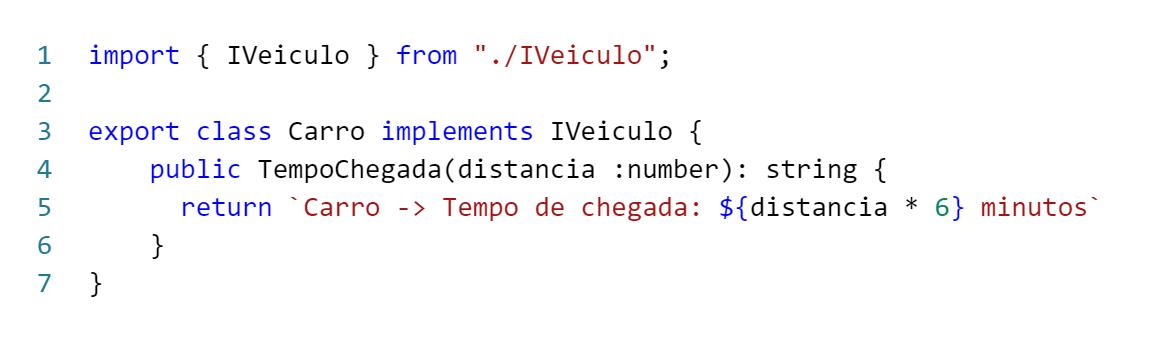 1 import { IVeiculo } from "./IVeiculo";
2
3 export class Carro implements IVeiculo {
4     public TempoChegada(distancia :number): string {
5       return `Carro -> Tempo de chegada: ${distancia * 6} minutos`
6     }
7 }